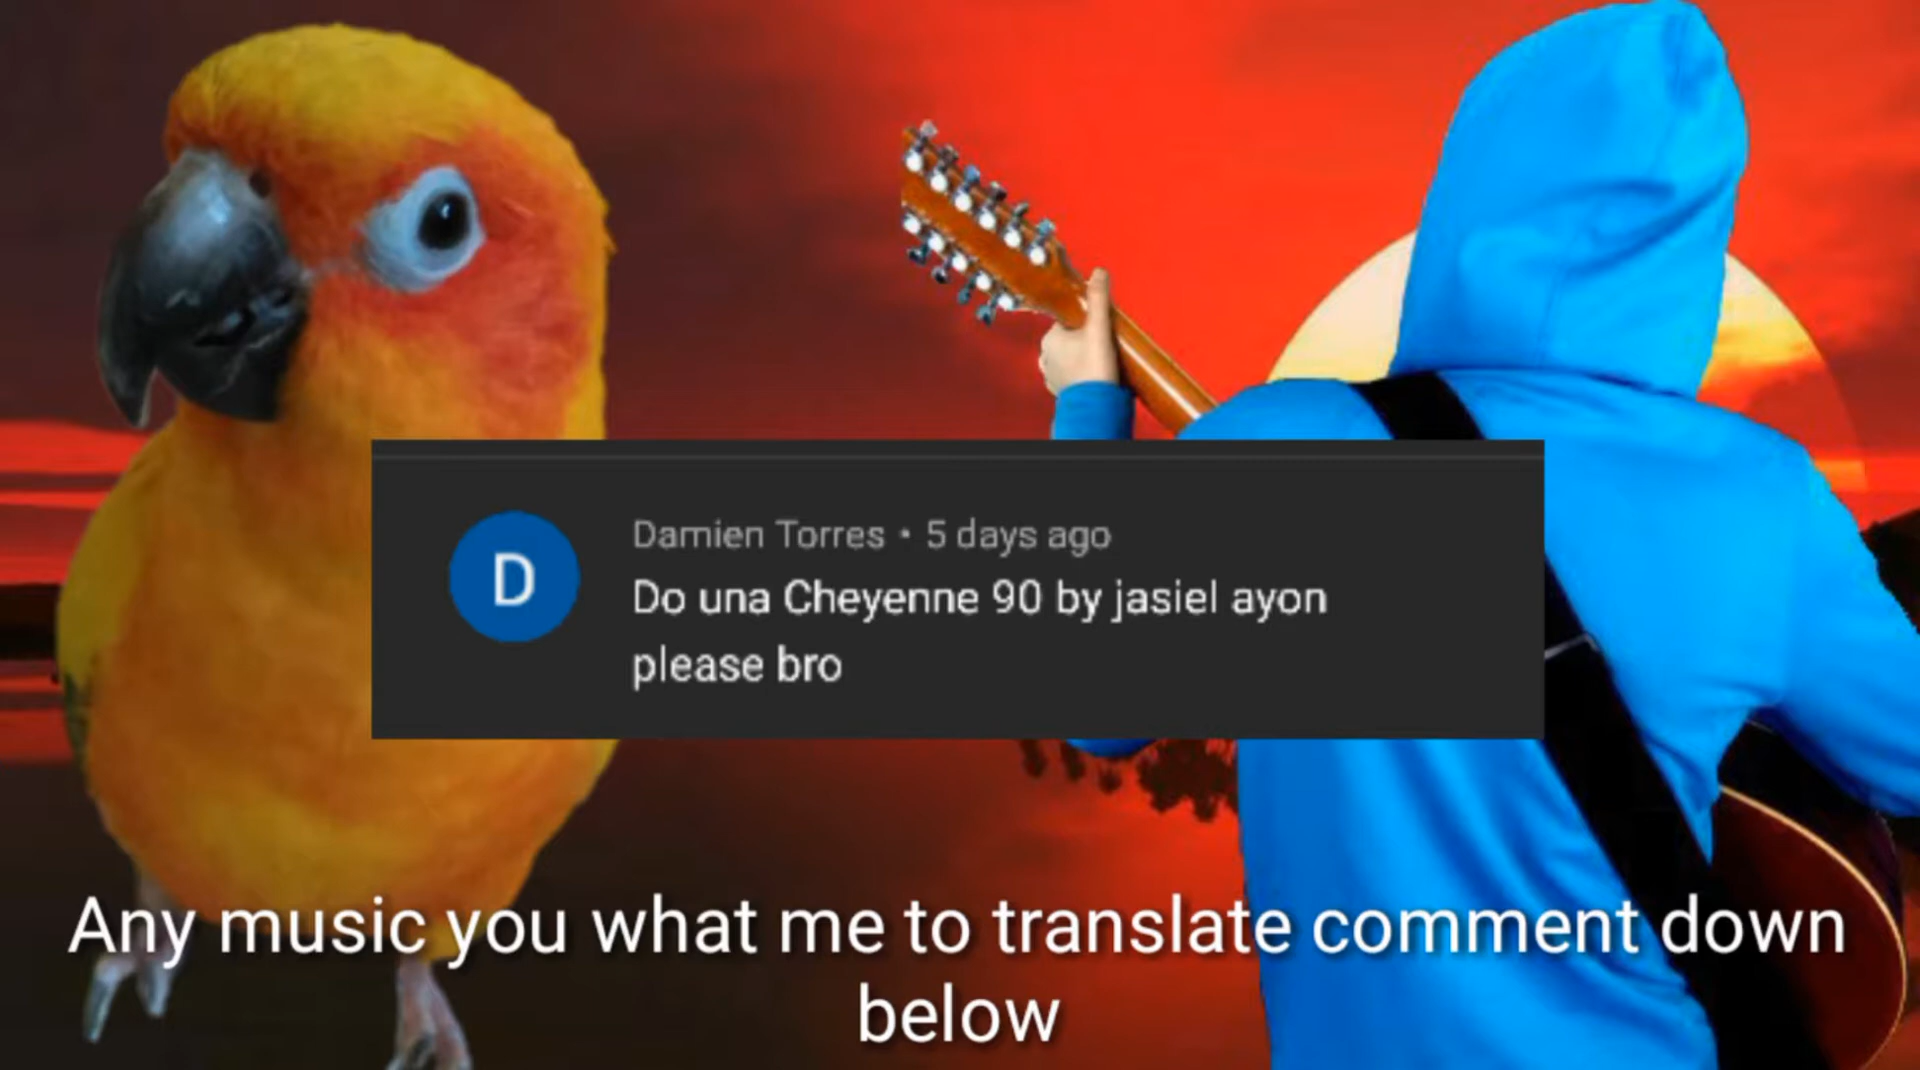 D
Damien Torres • 5 days ago
Do una Cheyenne 90 by jasiel ayon
please bro
Any music you what me to translate comment down
below